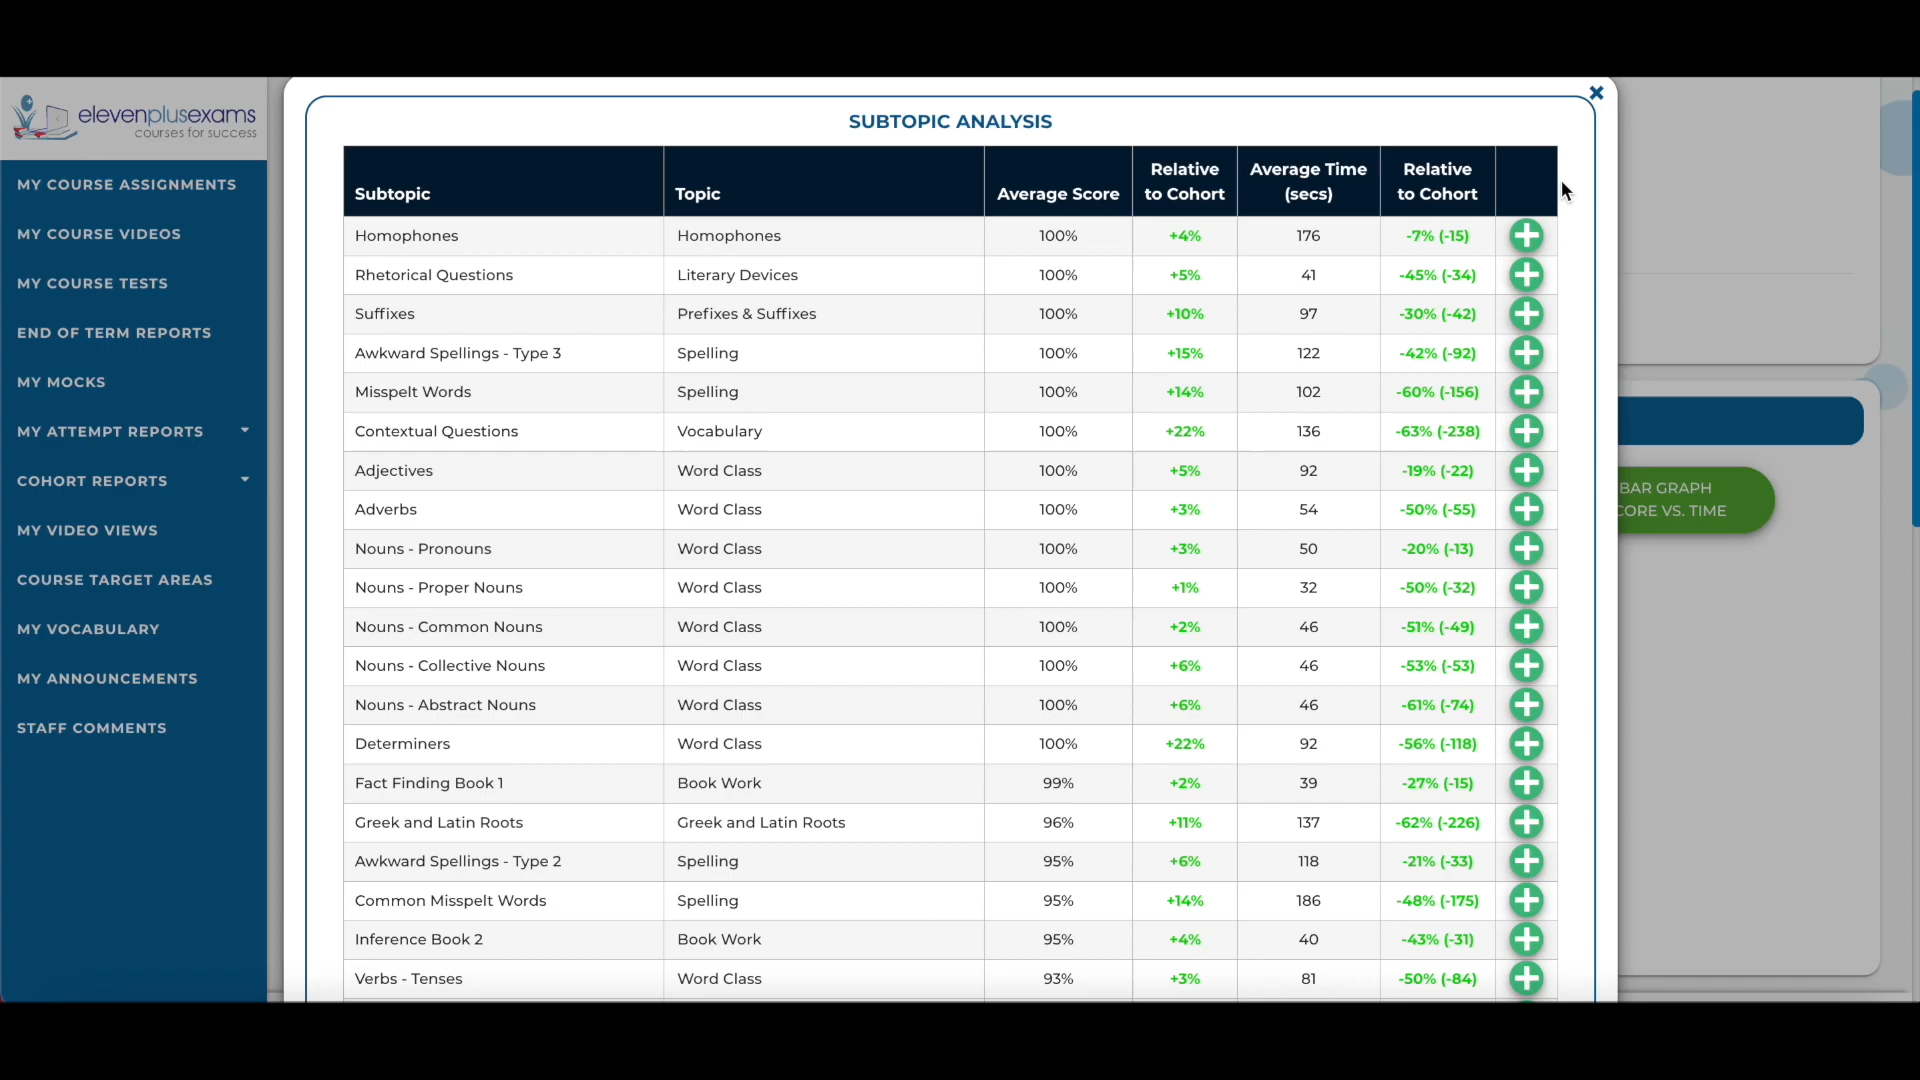 elevenplusexams
courses for success
MY COURSE ASSIGNMENTS
MY COURSE VIDEOS
MY COURSE TESTS
END OF TERM REPORTS
MY MOCKS
MY ATTEMPT REPORTS
COHORT REPORTS
MY VIDEO VIEWS
COURSE TARGET AREAS
MY VOCABULARY
MY ANNOUNCEMENTS
STAFF COMMENTS
SUBTOPIC ANALYSIS
Subtopic Topic Average Score Relative to Cohort Average Time (secs) Relative to Cohort
Homophones Homophones 100% +4% 176 -7% (-15)
Rhetorical Questions Literary Devices 100% +5% 41 -45% (-34)
Suffixes Prefixes & Suffixes 100% +10% 97 -30% (-42)
Awkward Spellings - Type 3 Spelling 100% +15% 122 -42% (-92)
Misspelt Words Spelling 100% +14% 102 -60% (-156)
Contextual Questions Vocabulary 100% +22% 136 -63% (-238)
Adjectives Word Class 100% +5% 92 -19% (-22)
Adverbs Word Class 100% +3% 54 -50% (-55)
Nouns - Pronouns Word Class 100% +3% 50 -20% (-13)
Nouns - Proper Nouns Word Class 100% +1% 32 -50% (-32)
Nouns - Common Nouns Word Class 100% +2% 46 -51% (-49)
Nouns - Collective Nouns Word Class 100% +6% 46 -53% (-53)
Nouns - Abstract Nouns Word Class 100% +6% 46 -61% (-74)
Determiners Word Class 100% +22% 92 -56% (-118)
Fact Finding Book 1 Book Work 99% +2% 39 -27% (-15)
Greek and Latin Roots Greek and Latin Roots 96% +11% 137 -62% (-226)
Awkward Spellings - Type 2 Spelling 95% +6% 118 -21% (-33)
Common Misspelt Words Spelling 95% +14% 186 -48% (-175)
Inference Book 2 Book Work 95% +4% 40 -43% (-31)
Verbs - Tenses Word Class 93% +3% 81 -50% (-84)
BAR GRAPH
CORE VS. TIME